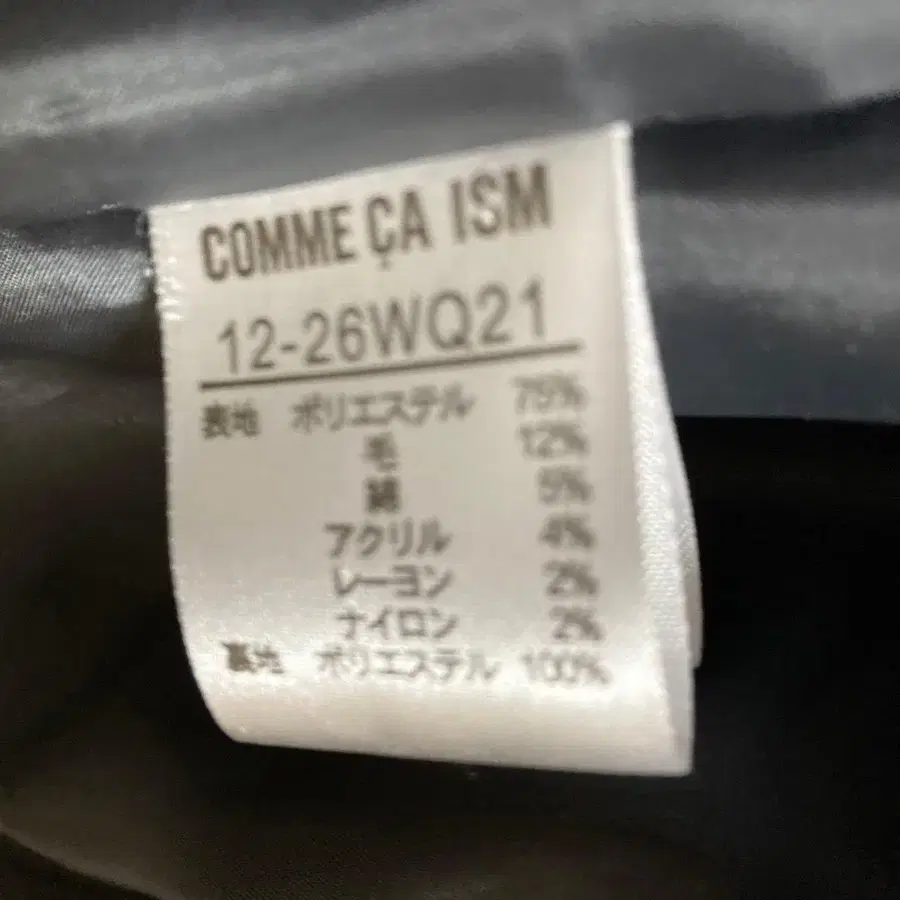 COMME ÇA ISM
12-26WQ21
表地 ポリエステル 75%
毛 12%
綿 5%
アクリル 4%
レーヨン 2%
ナイロン 2%
裏地 ポリエステル 100%